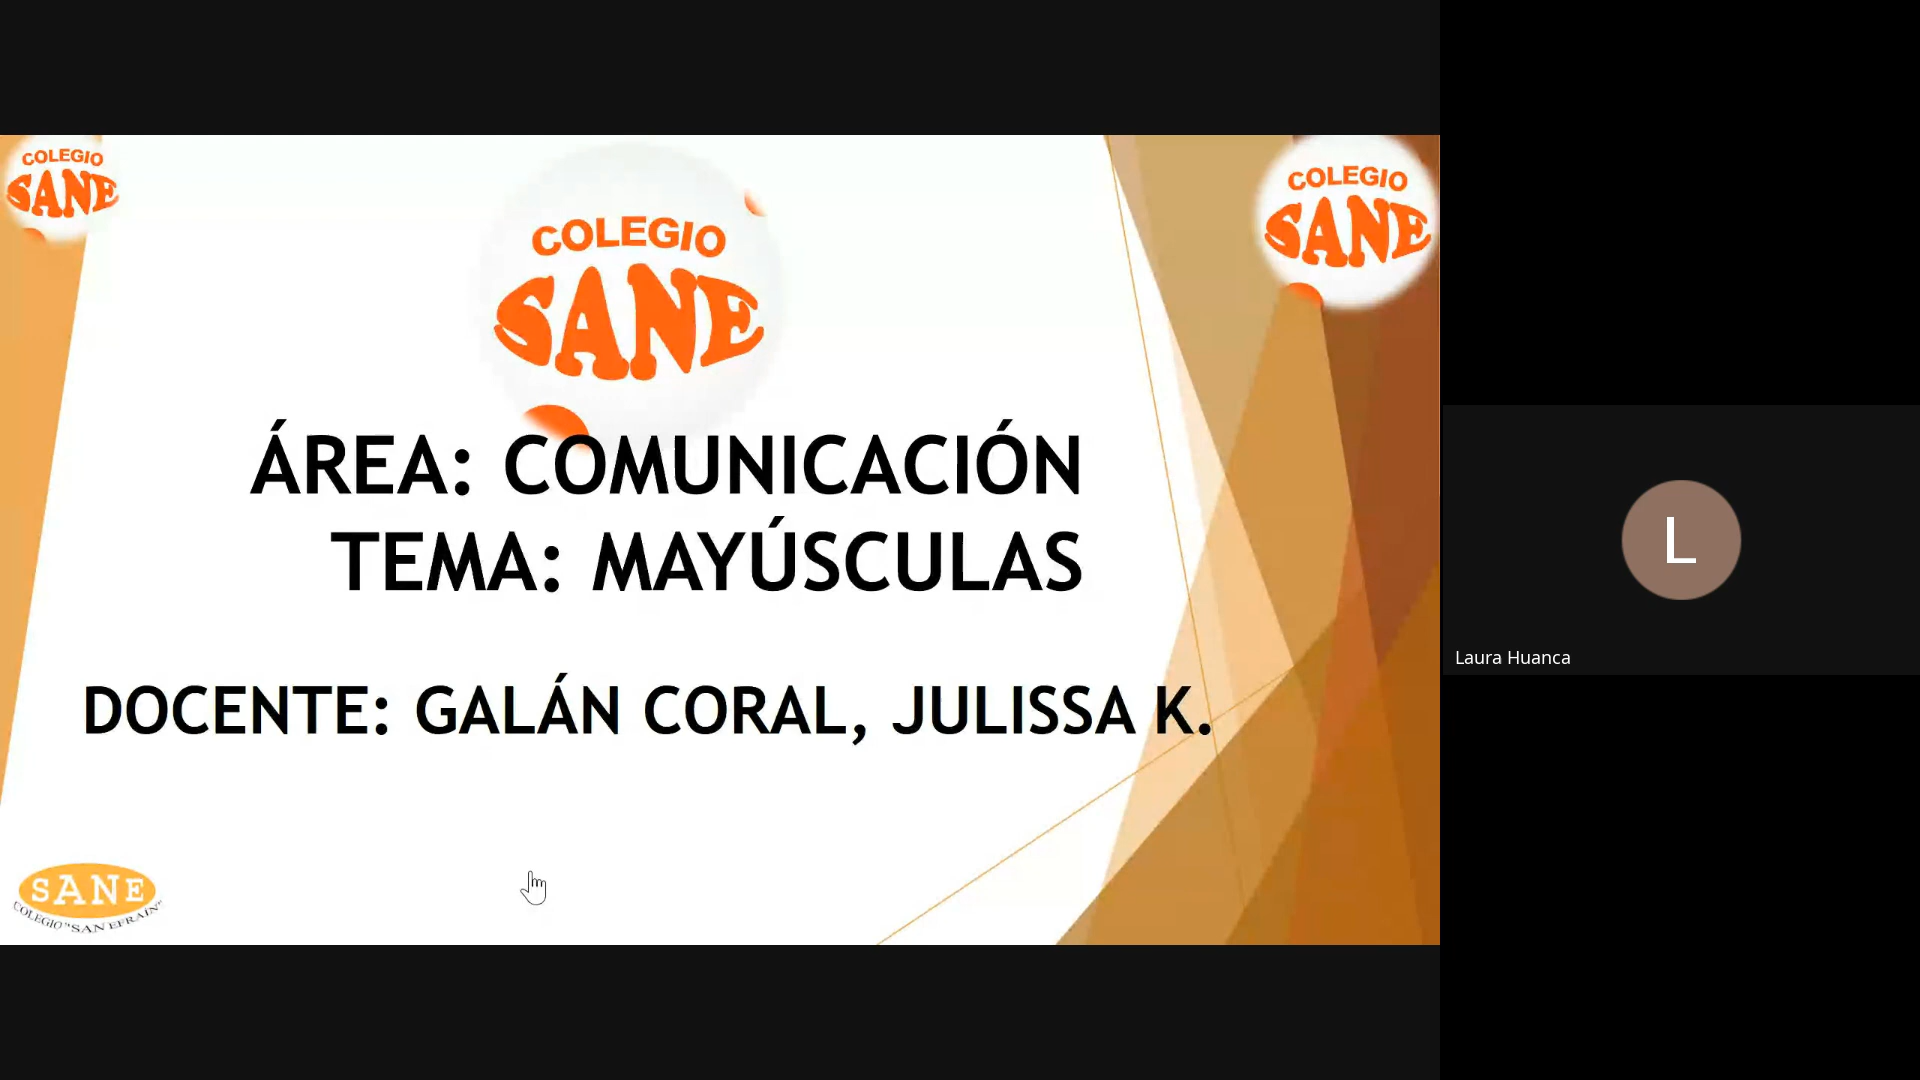 COLEGIO
SANE
COLEGIO
SANE
COLEGIO
SANE
ÁREA: COMUNICACIÓN
TEMA: MAYÚSCULAS
DOCENTE: GALÁN CORAL, JULISSA K.
SANE
COLEGIO "SAN EFRAIN"
L
Laura Huanca